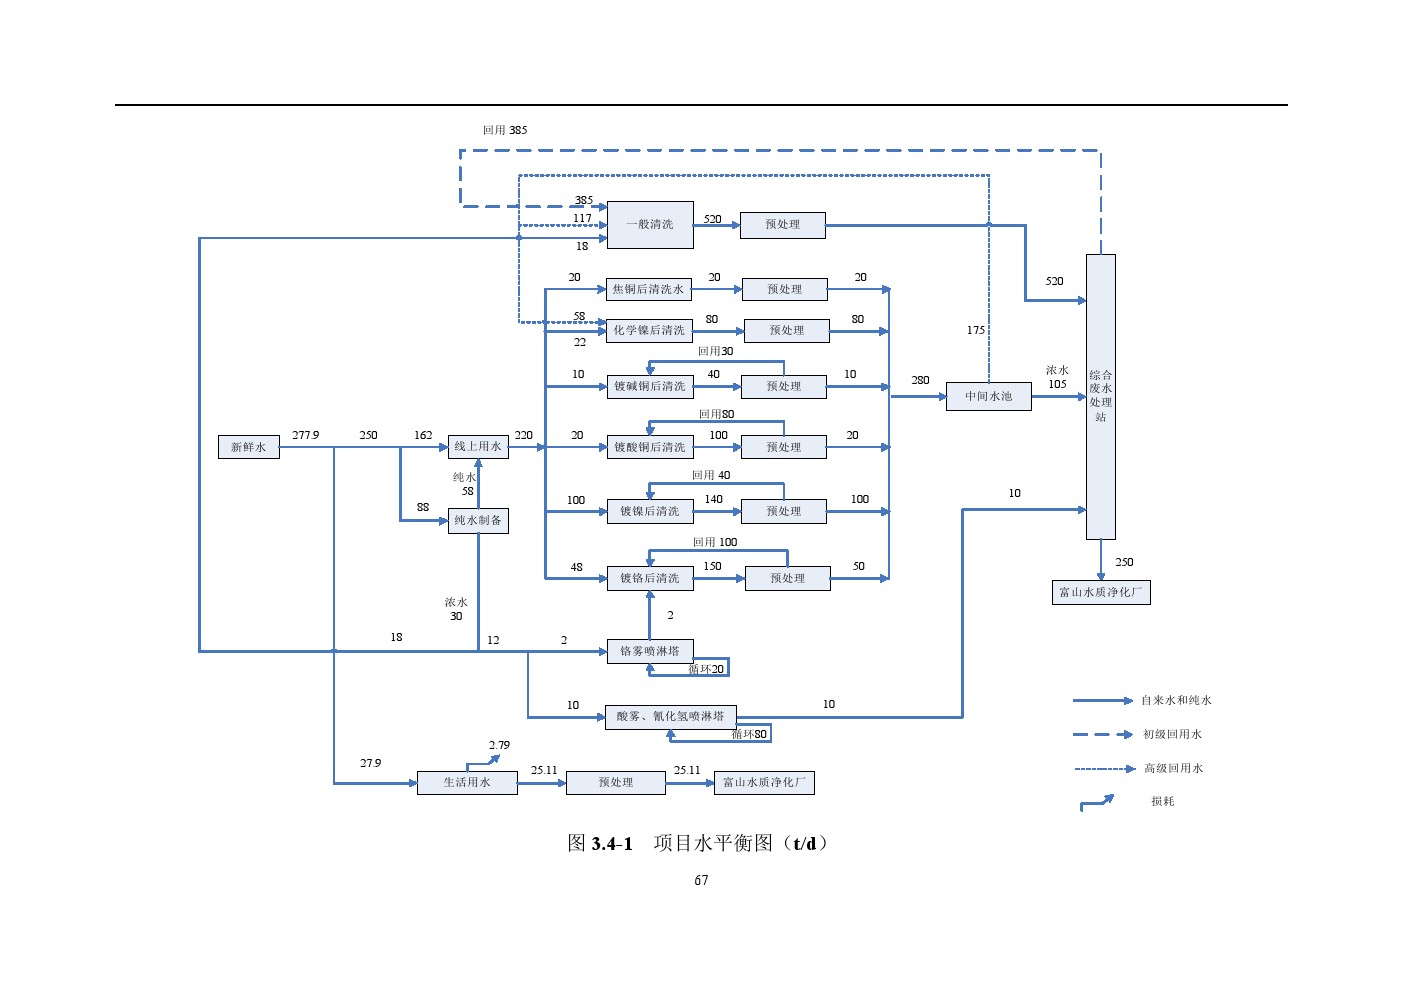 回用 385
385
117
18
一般清洗
520
预处理
520
20
焦铜后清洗水
20
预处理
20
58
22
化学镍后清洗
80
预处理
80
175
回用30
10
镀碱铜后清洗
40
预处理
10
280
中间水池
浓水
105
综合
废水
处理
站
回用80
新鲜水
277.9
250
162
线上用水
220
20
镀酸铜后清洗
100
预处理
20
纯水
58
88
纯水制备
回用 40
100
镀镍后清洗
140
预处理
100
10
回用 100
48
镀铬后清洗
150
预处理
50
250
富山水质净化厂
浓水
30
2
18
12
2
铬雾喷淋塔
循环20
10
酸雾、氰化氢喷淋塔
10
循环80
27.9
2.79
生活用水
25.11
预处理
25.11
富山水质净化厂
自来水和纯水
初级回用水
高级回用水
损耗
图 3.4-1 项目水平衡图（t/d）
67